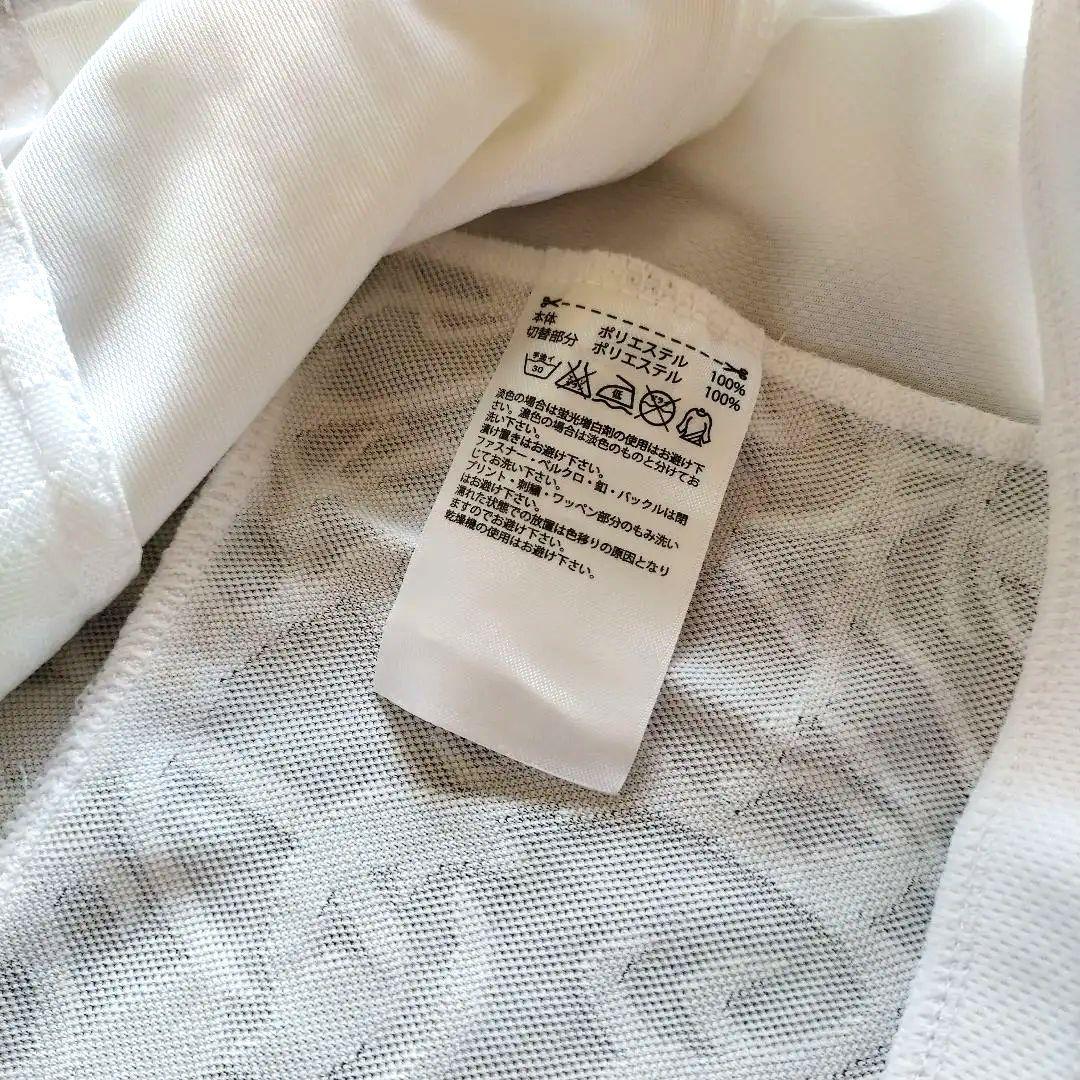 本体 ポリエステル 100%
切替部分 ポリエステル 100%
手洗イ
30
淡色の場合は蛍光増白剤の使用はお避け下
さい。濃色の場合は淡色のものと分けてお
洗い下さい。
漬け置きはお避け下さい。
ファスナー・ベルクロ・釦・バックルは閉
じてお洗い下さい。
プリント・刺繍・ワッペン部分のもみ洗い
はお避け下さい。
濡れた状態での放置は色移りの原因となり
ますのでお避け下さい。
乾燥機の使用はお避け下さい。